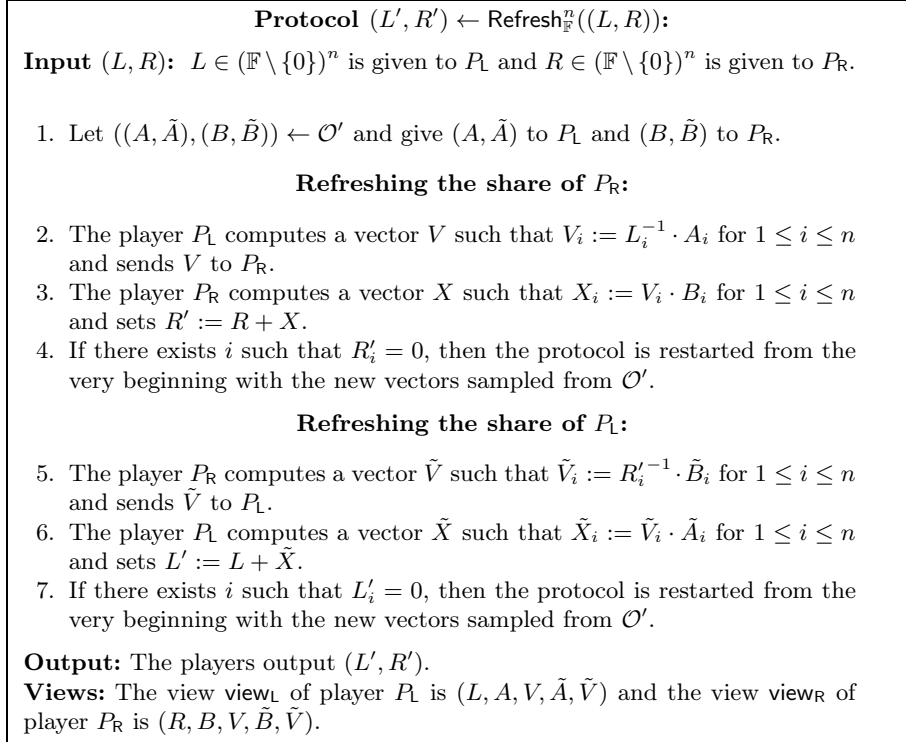 Protocol (L′, R′) ← Refreshⁿ_𝔽((L, R)):
Input (L, R): L ∈ (𝔽 \ {0})ⁿ is given to P_L and R ∈ (𝔽 \ {0})ⁿ is given to P_R.
1. Let ((A, Ã), (B, B̃)) ← 𝒪′ and give (A, Ã) to P_L and (B, B̃) to P_R.
Refreshing the share of P_R:
2. The player P_L computes a vector V such that V_i := L_i⁻¹ · A_i for 1 ≤ i ≤ n
and sends V to P_R.
3. The player P_R computes a vector X such that X_i := V_i · B_i for 1 ≤ i ≤ n
and sets R′ := R + X.
4. If there exists i such that R′_i = 0, then the protocol is restarted from the
very beginning with the new vectors sampled from 𝒪′.
Refreshing the share of P_L:
5. The player P_R computes a vector Ṽ such that Ṽ_i := R′_i⁻¹ · B̃_i for 1 ≤ i ≤ n
and sends Ṽ to P_L.
6. The player P_L computes a vector X̃ such that X̃_i := Ṽ_i · Ã_i for 1 ≤ i ≤ n
and sets L′ := L + X̃.
7. If there exists i such that L′_i = 0, then the protocol is restarted from the
very beginning with the new vectors sampled from 𝒪′.
Output: The players output (L′, R′).
Views: The view view_L of player P_L is (L, A, V, Ã, Ṽ) and the view view_R of
player P_R is (R, B, V, B̃, Ṽ).